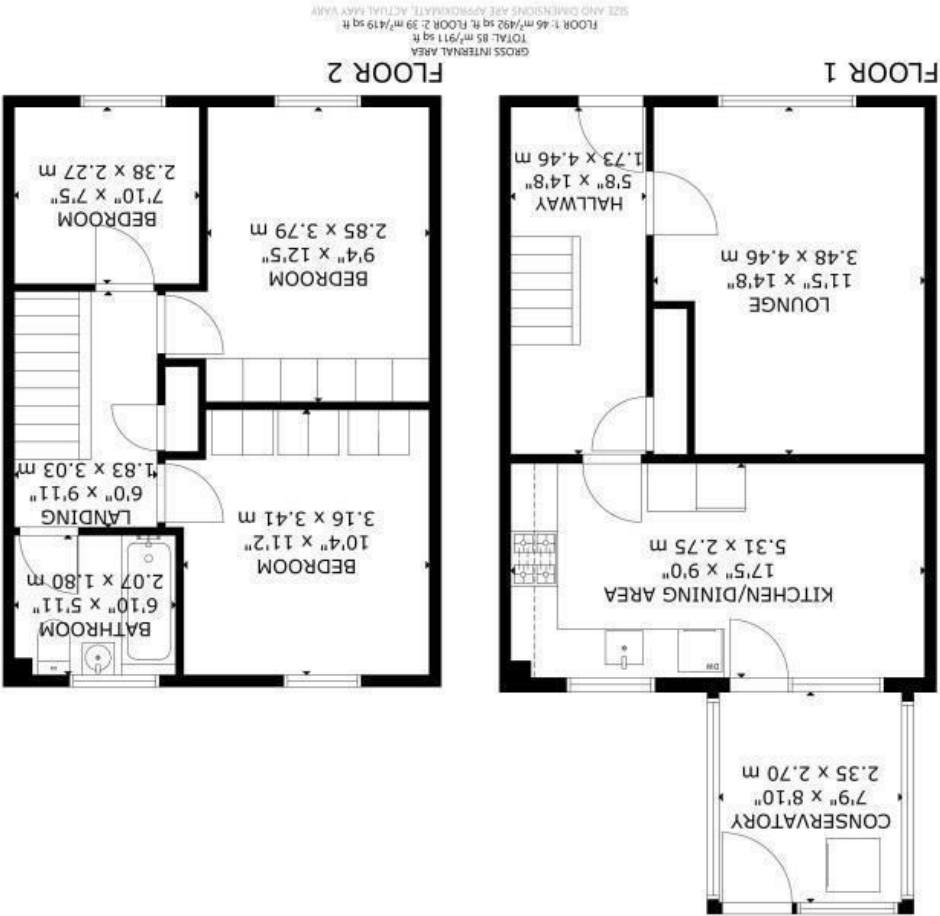 CONSERVATORY
7'9" x 8'10"
2.35 x 2.70 m
DW
KITCHEN/DINING AREA
17'5" x 9'0"
5.31 x 2.75 m
LOUNGE
11'5" x 14'8"
3.48 x 4.46 m
HALLWAY
5'8" x 14'8"
1.73 x 4.46 m
FLOOR 1
BATHROOM
6'10" x 5'11"
2.07 x 1.80 m
BEDROOM
10'4" x 11'2"
3.16 x 3.41 m
LANDING
6'0" x 9'11"
1.83 x 3.03 m
BEDROOM
9'4" x 12'5"
2.85 x 3.79 m
BEDROOM
7'10" x 7'5"
2.38 x 2.27 m
FLOOR 2
GROSS INTERNAL AREA
TOTAL: 85 m²/911 sq ft
FLOOR 1: 46 m²/492 sq ft, FLOOR 2: 39 m²/419 sq ft
SIZE AND DIMENSIONS ARE APPROXIMATE, ACTUAL MAY VARY